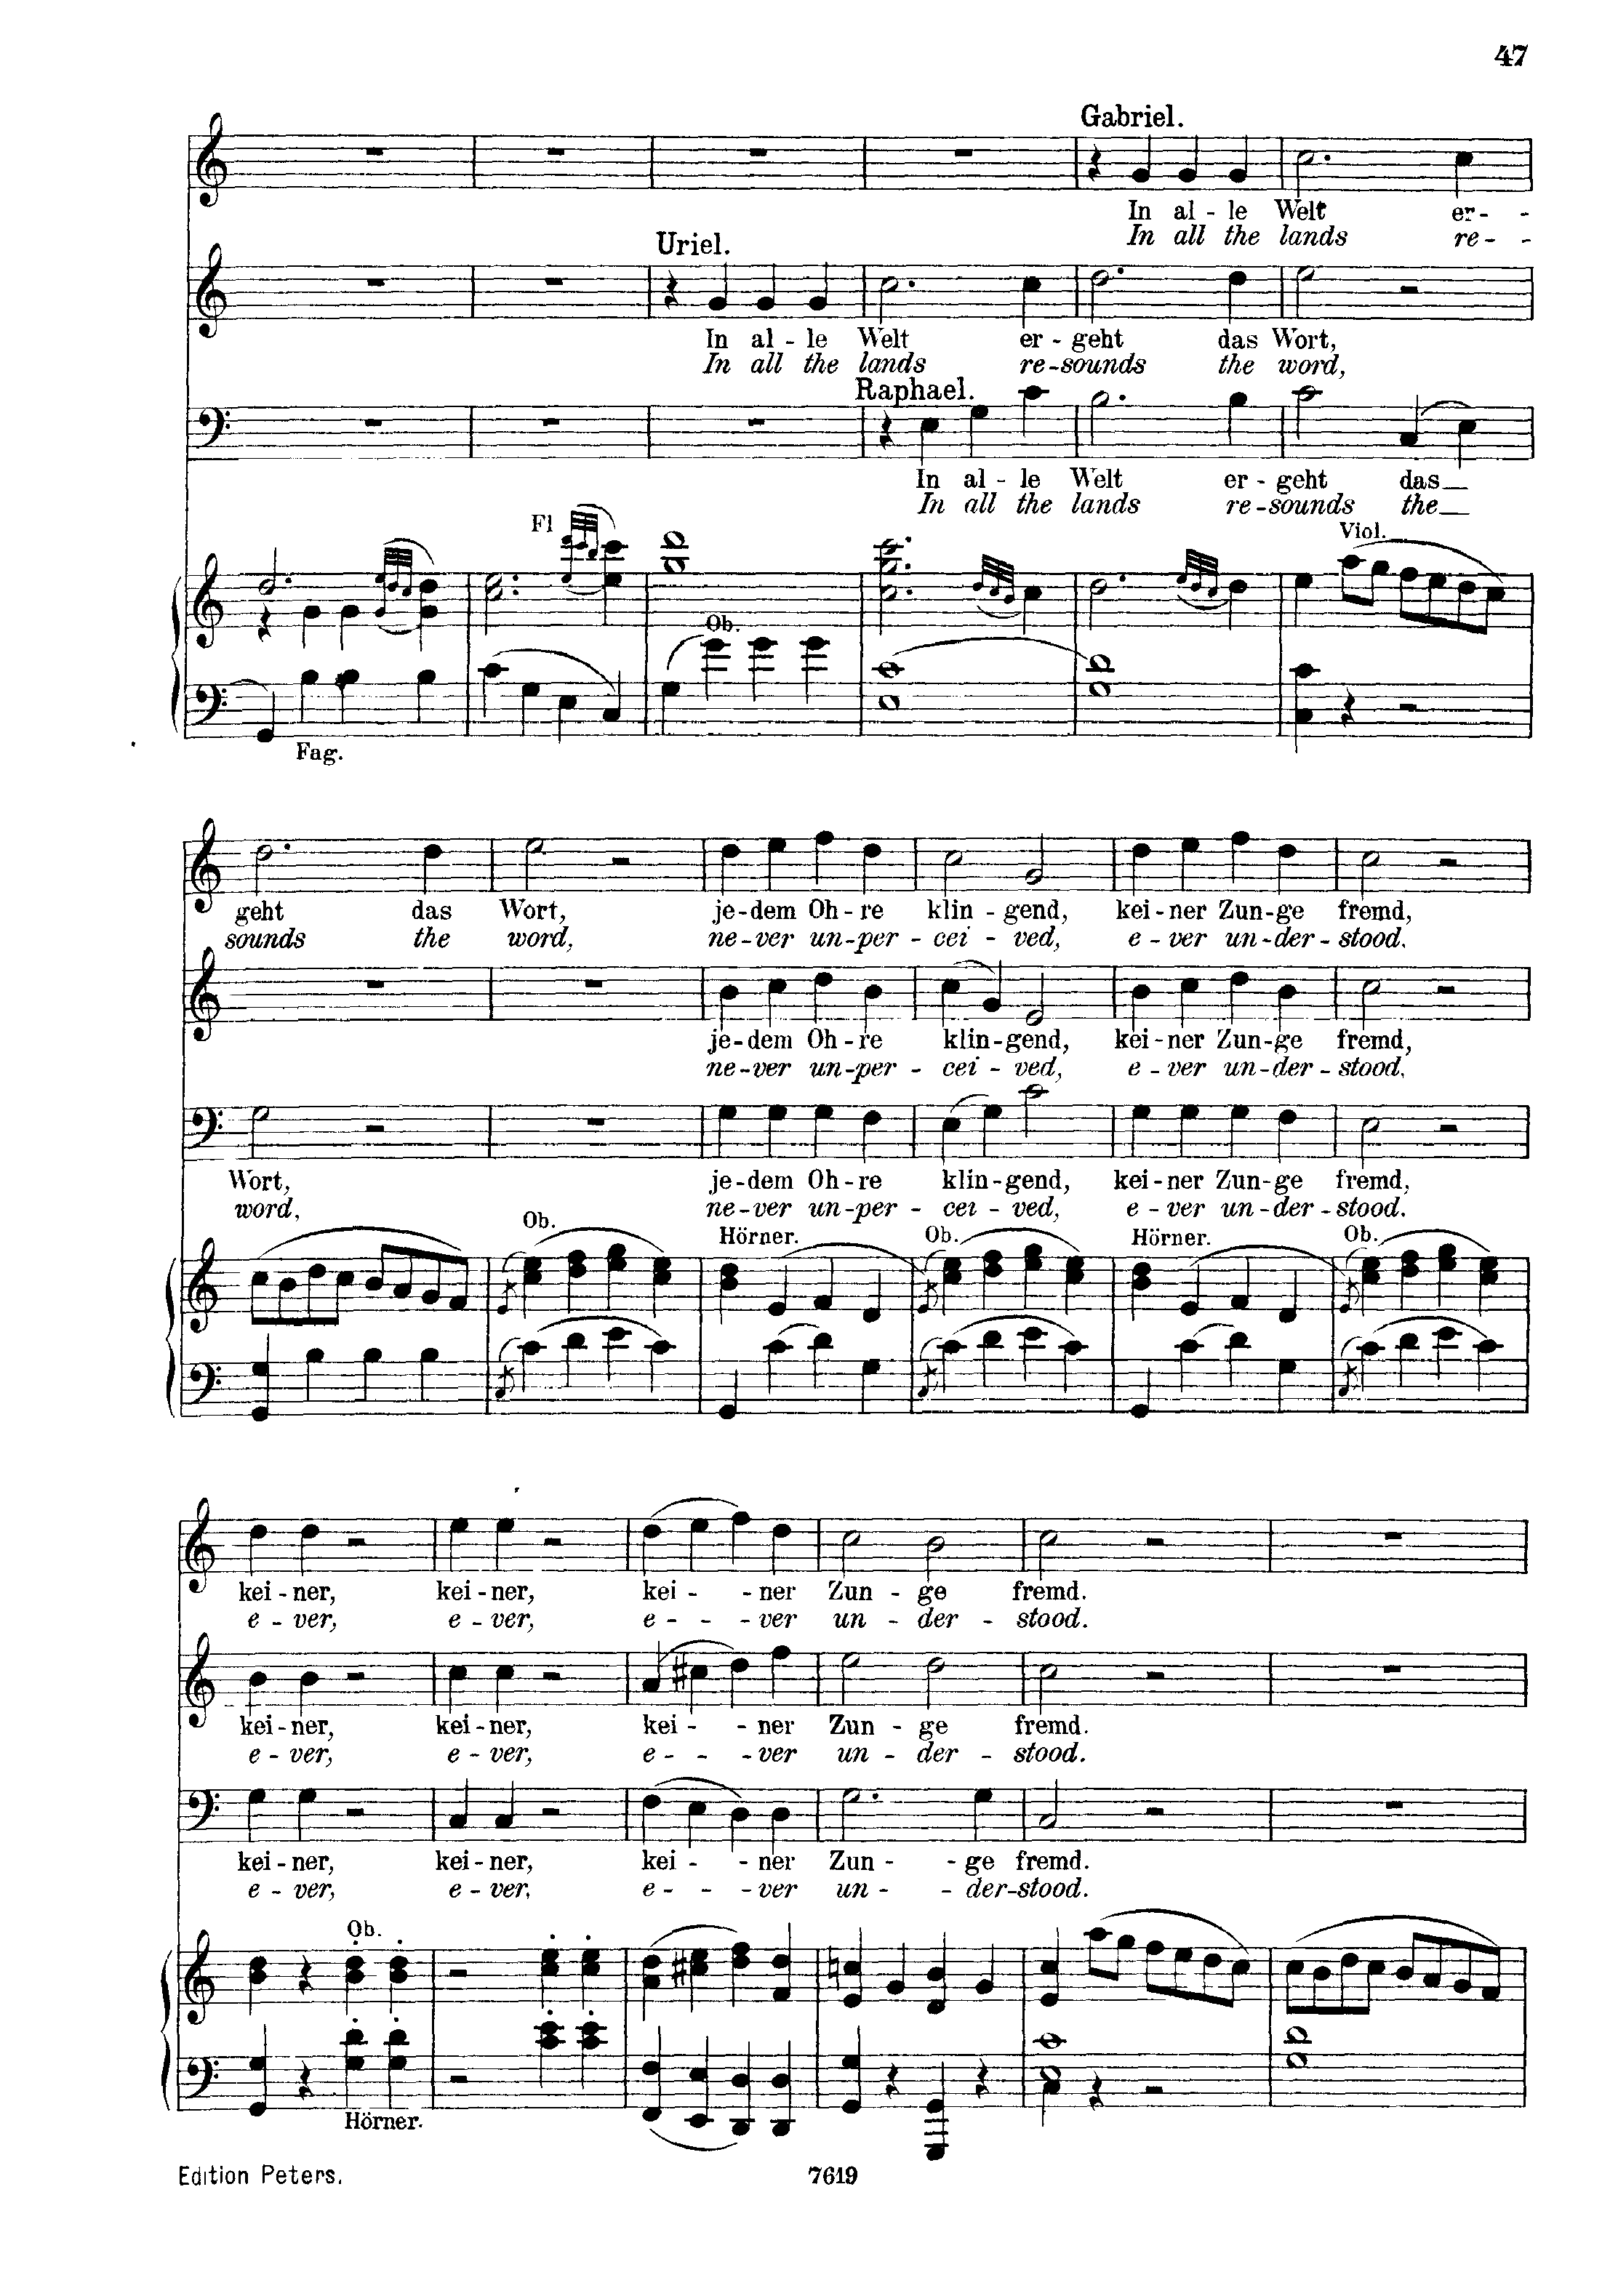 47
Gabriel.
In al - le Welt er - -
In all the lands re - -
Uriel.
In al - le Welt er - geht das Wort,
In all the lands re - sounds the word,
Raphael.
In al - le Welt er - geht das
In all the lands re - sounds the
Fl
Viol.
Ob.
Fag.
geht das Wort, je - dem Oh - re klin - gend, kei - ner Zun - ge fremd,
sounds the word, ne - ver un - per - cei - ved, e - ver un - der - stood.
je - dem Oh - re klin - gend, kei - ner Zun - ge fremd,
ne - ver un - per - cei - ved, e - ver un - der - stood.
Wort, je - dem Oh - re klin - gend, kei - ner Zun - ge fremd,
word, ne - ver un - per - cei - ved, e - ver un - der - stood.
Ob. Hörner. Ob. Hörner. Ob.
kei - ner, kei - ner, kei - - ner Zun - ge fremd.
e - ver, e - ver, e - - - ver un - der - stood.
kei - ner, kei - ner, kei - - ner Zun - ge fremd.
e - ver, e - ver, e - - - ver un - der - stood.
kei - ner, kei - ner, kei - - ner Zun - - ge fremd.
e - ver, e - ver, e - - - ver un - - der - stood.
Ob.
Hörner.
Edition Peters. 7619